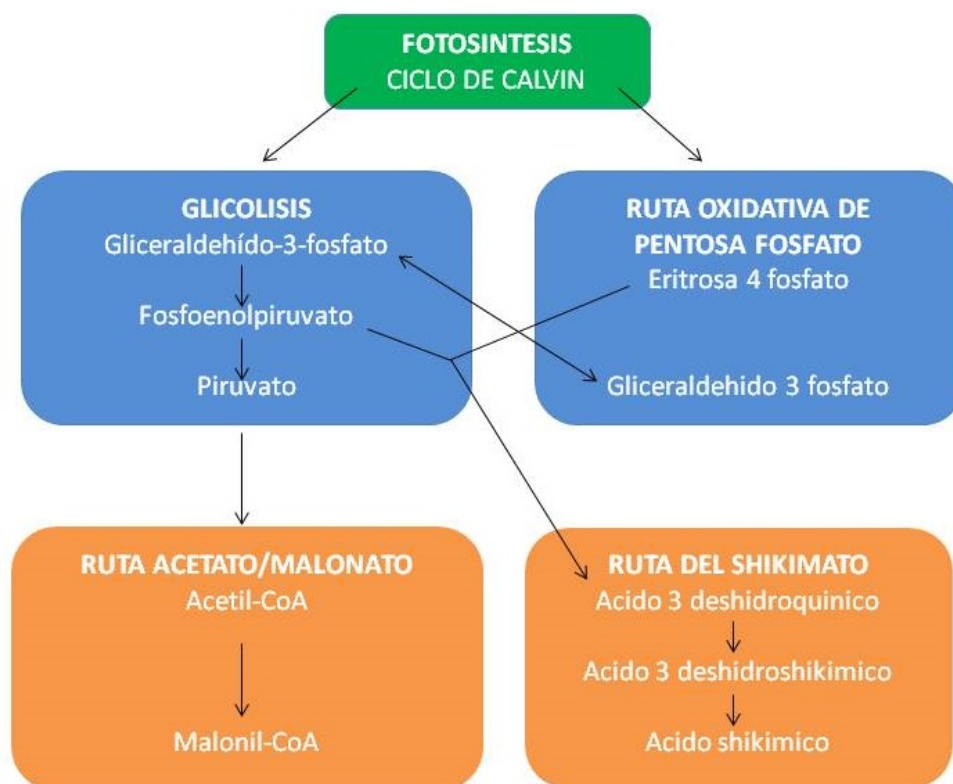 FOTOSINTESIS
CICLO DE CALVIN
GLICOLISIS
Gliceraldehído-3-fosfato
Fosfoenolpiruvato
Piruvato
RUTA OXIDATIVA DE
PENTOSA FOSFATO
Eritrosa 4 fosfato
Gliceraldehido 3 fosfato
RUTA ACETATO/MALONATO
Acetil-CoA
Malonil-CoA
RUTA DEL SHIKIMATO
Acido 3 deshidroquinico
Acido 3 deshidroshikimico
Acido shikimico